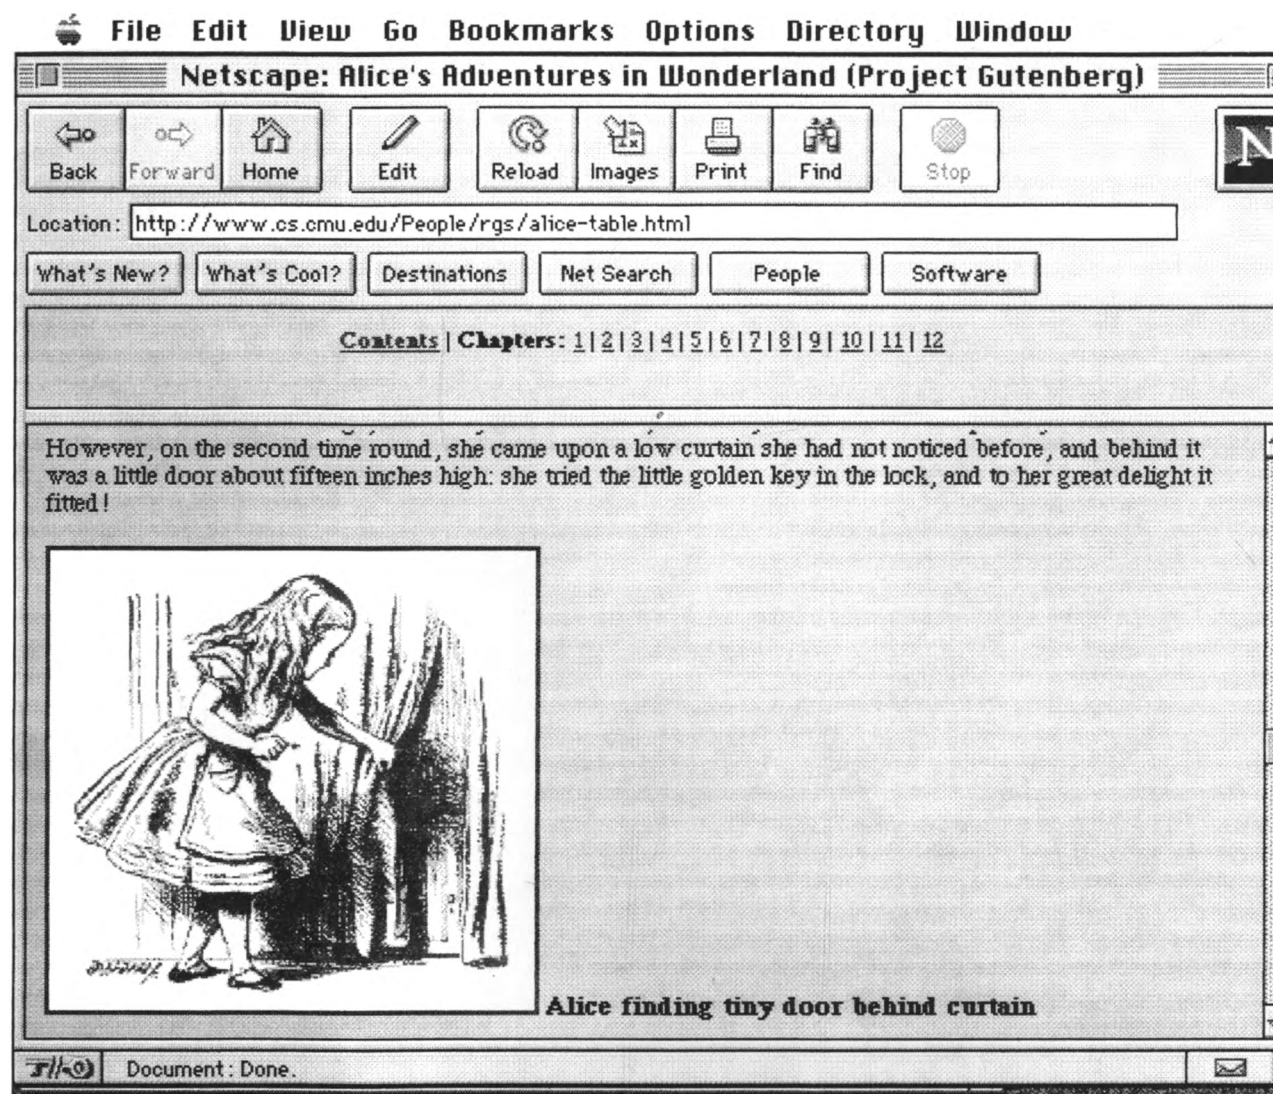 File Edit View Go Bookmarks Options Directory Window
Netscape: Alice's Adventures in Wonderland (Project Gutenberg)
Back Forward Home Edit Reload Images Print Find Stop N
Location: http://www.cs.cmu.edu/People/rgs/alice-table.html
What's New? What's Cool? Destinations Net Search People Software
Contents | Chapters: 1 | 2 | 3 | 4 | 5 | 6 | 7 | 8 | 9 | 10 | 11 | 12
However, on the second time round, she came upon a low curtain she had not noticed before, and behind it
was a little door about fifteen inches high: she tried the little golden key in the lock, and to her great delight it
fitted!
Alice finding tiny door behind curtain
Document: Done.